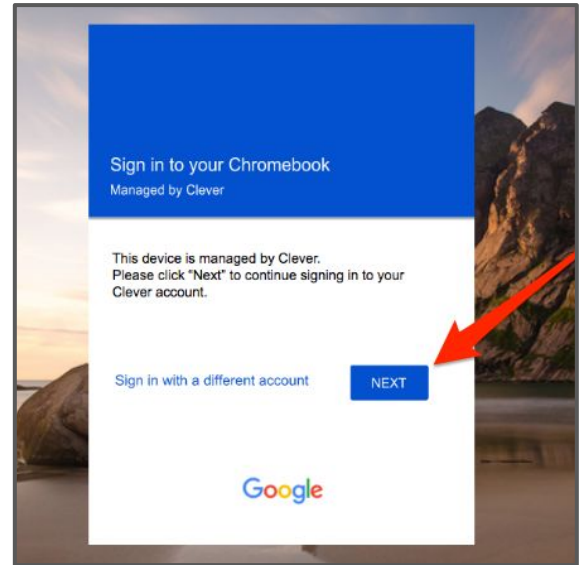 Sign in to your Chromebook
Managed by Clever
This device is managed by Clever.
Please click "Next" to continue signing in to your
Clever account.
Sign in with a different account
NEXT
Google